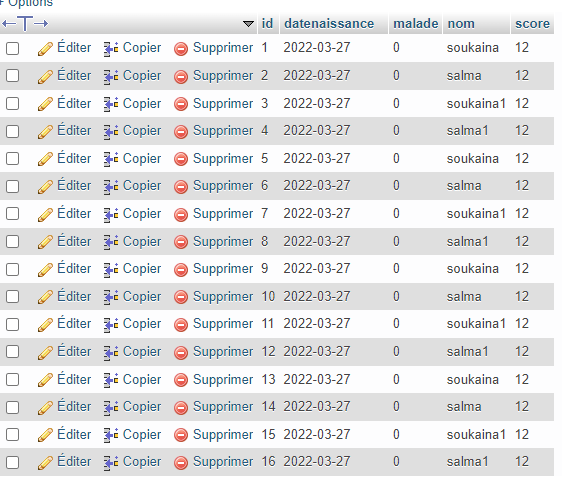 + Options
id datenaissance malade nom score
Éditer Copier Supprimer 1 2022-03-27 0 soukaina 12
Éditer Copier Supprimer 2 2022-03-27 0 salma 12
Éditer Copier Supprimer 3 2022-03-27 0 soukaina1 12
Éditer Copier Supprimer 4 2022-03-27 0 salma1 12
Éditer Copier Supprimer 5 2022-03-27 0 soukaina 12
Éditer Copier Supprimer 6 2022-03-27 0 salma 12
Éditer Copier Supprimer 7 2022-03-27 0 soukaina1 12
Éditer Copier Supprimer 8 2022-03-27 0 salma1 12
Éditer Copier Supprimer 9 2022-03-27 0 soukaina 12
Éditer Copier Supprimer 10 2022-03-27 0 salma 12
Éditer Copier Supprimer 11 2022-03-27 0 soukaina1 12
Éditer Copier Supprimer 12 2022-03-27 0 salma1 12
Éditer Copier Supprimer 13 2022-03-27 0 soukaina 12
Éditer Copier Supprimer 14 2022-03-27 0 salma 12
Éditer Copier Supprimer 15 2022-03-27 0 soukaina1 12
Éditer Copier Supprimer 16 2022-03-27 0 salma1 12